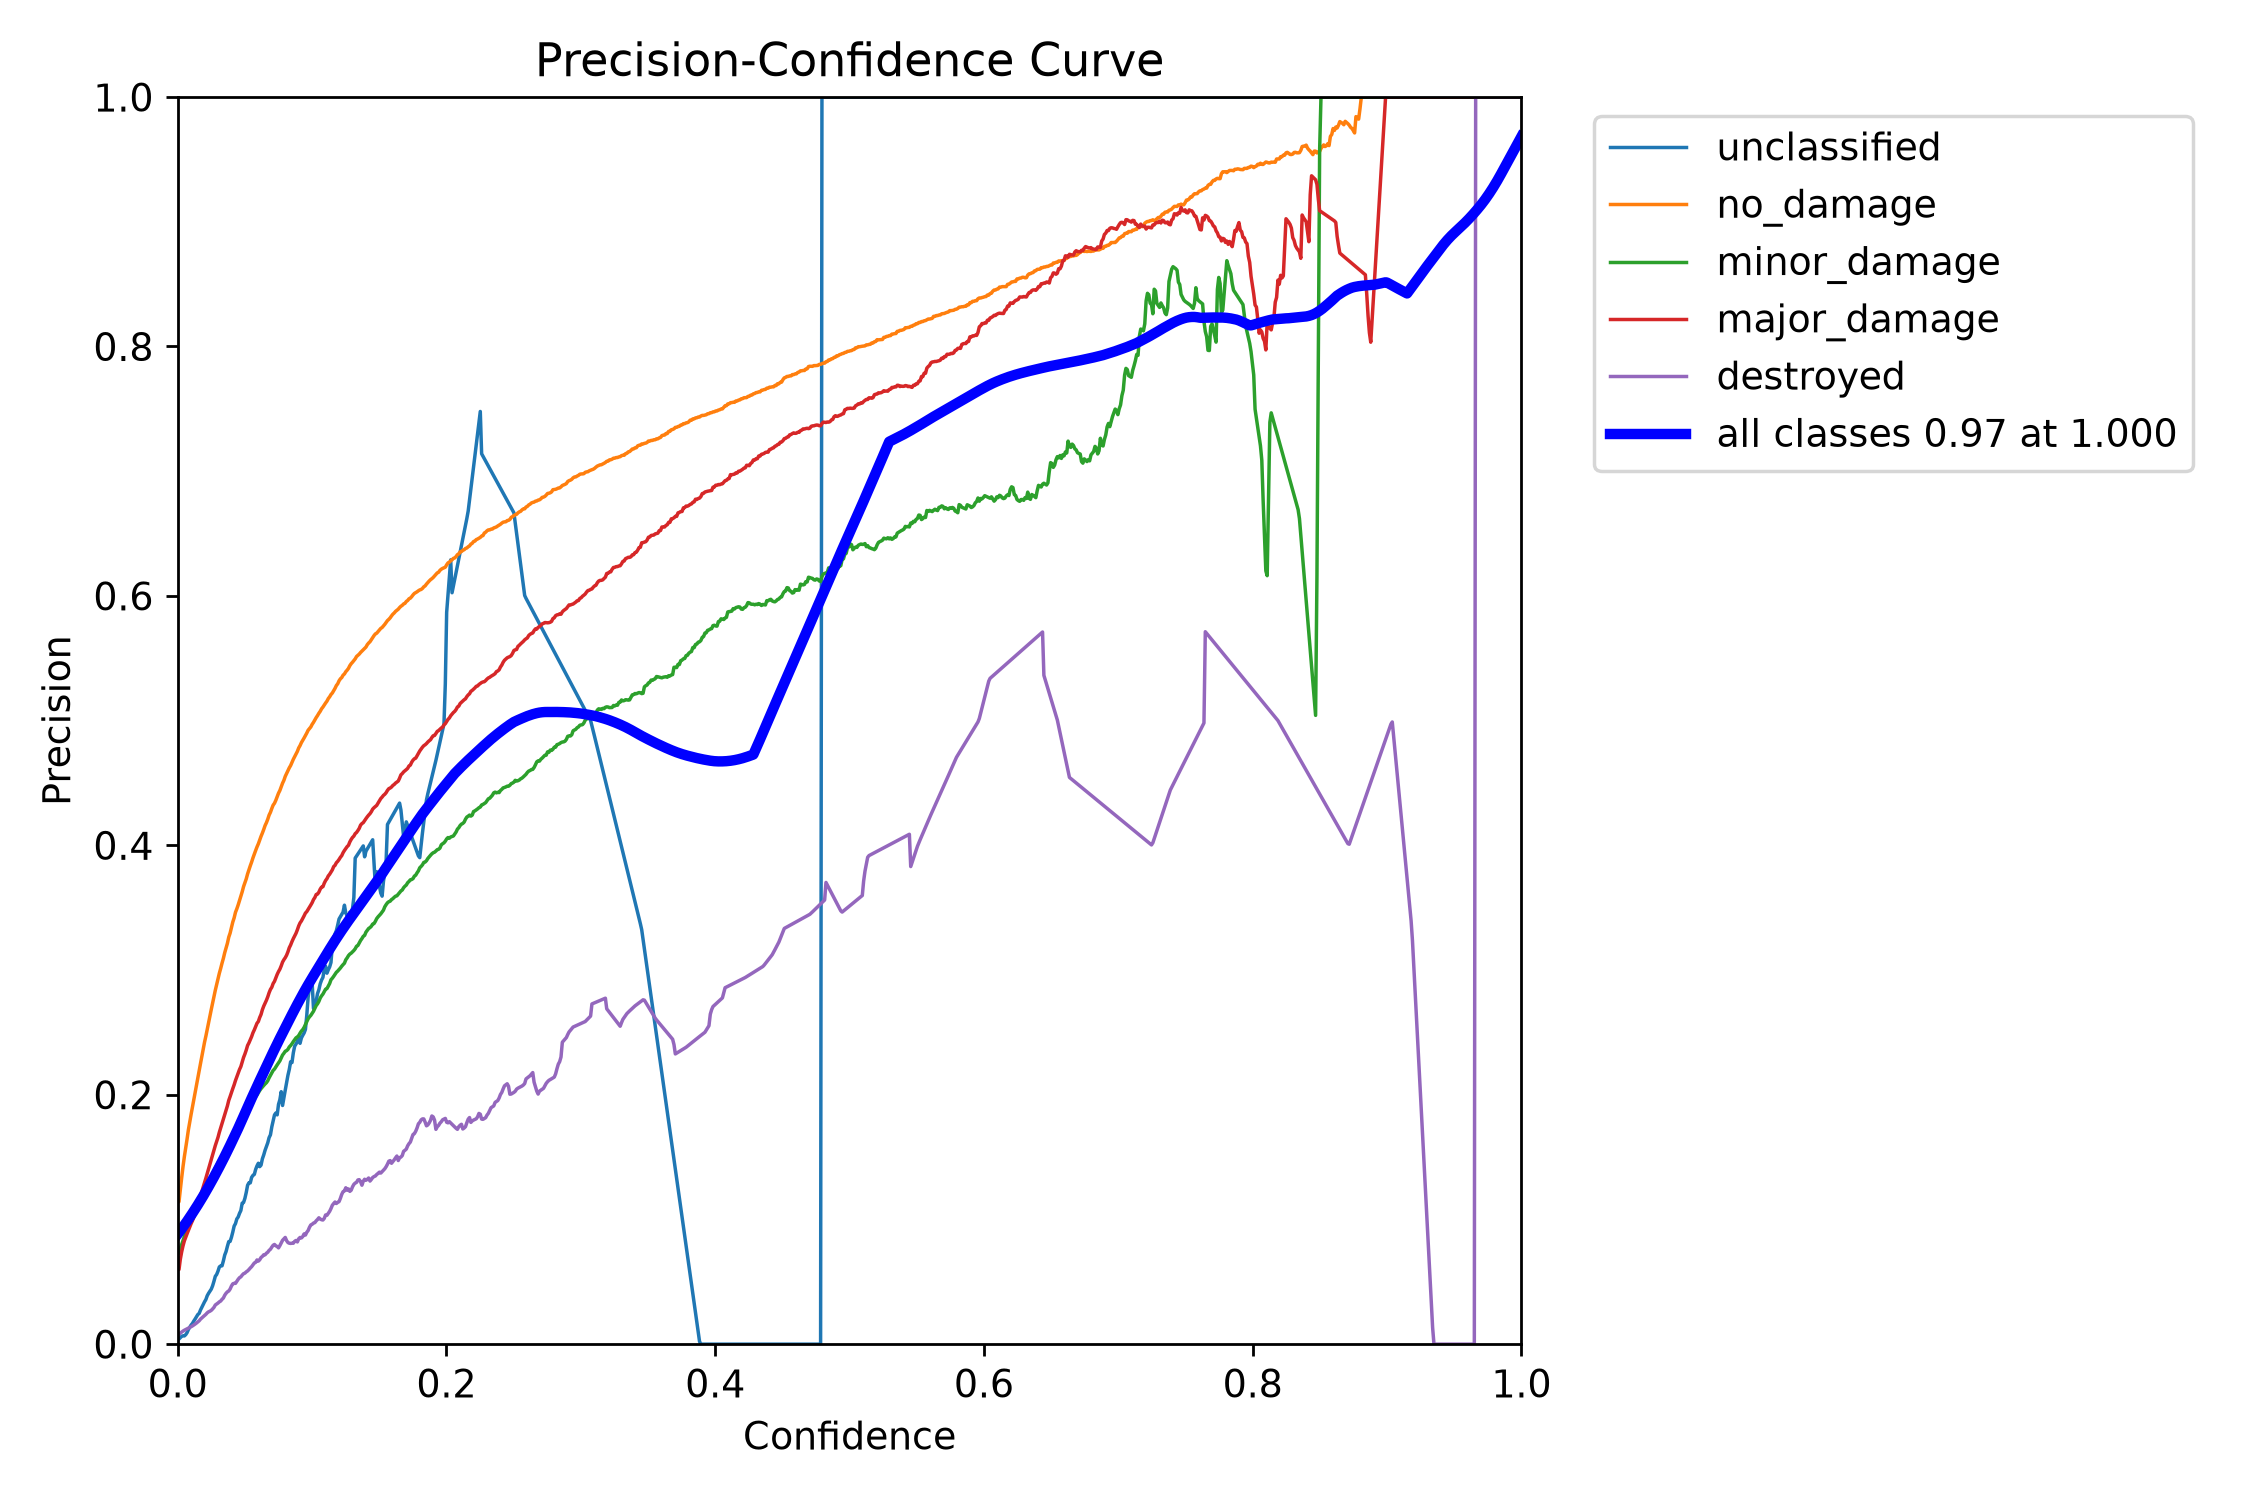 Precision-Confidence Curve
1.0
0.8
0.6
0.4
0.2
0.0
Precision
0.0 0.2 0.4 0.6 0.8 1.0
Confidence
unclassified
no_damage
minor_damage
major_damage
destroyed
all classes 0.97 at 1.000